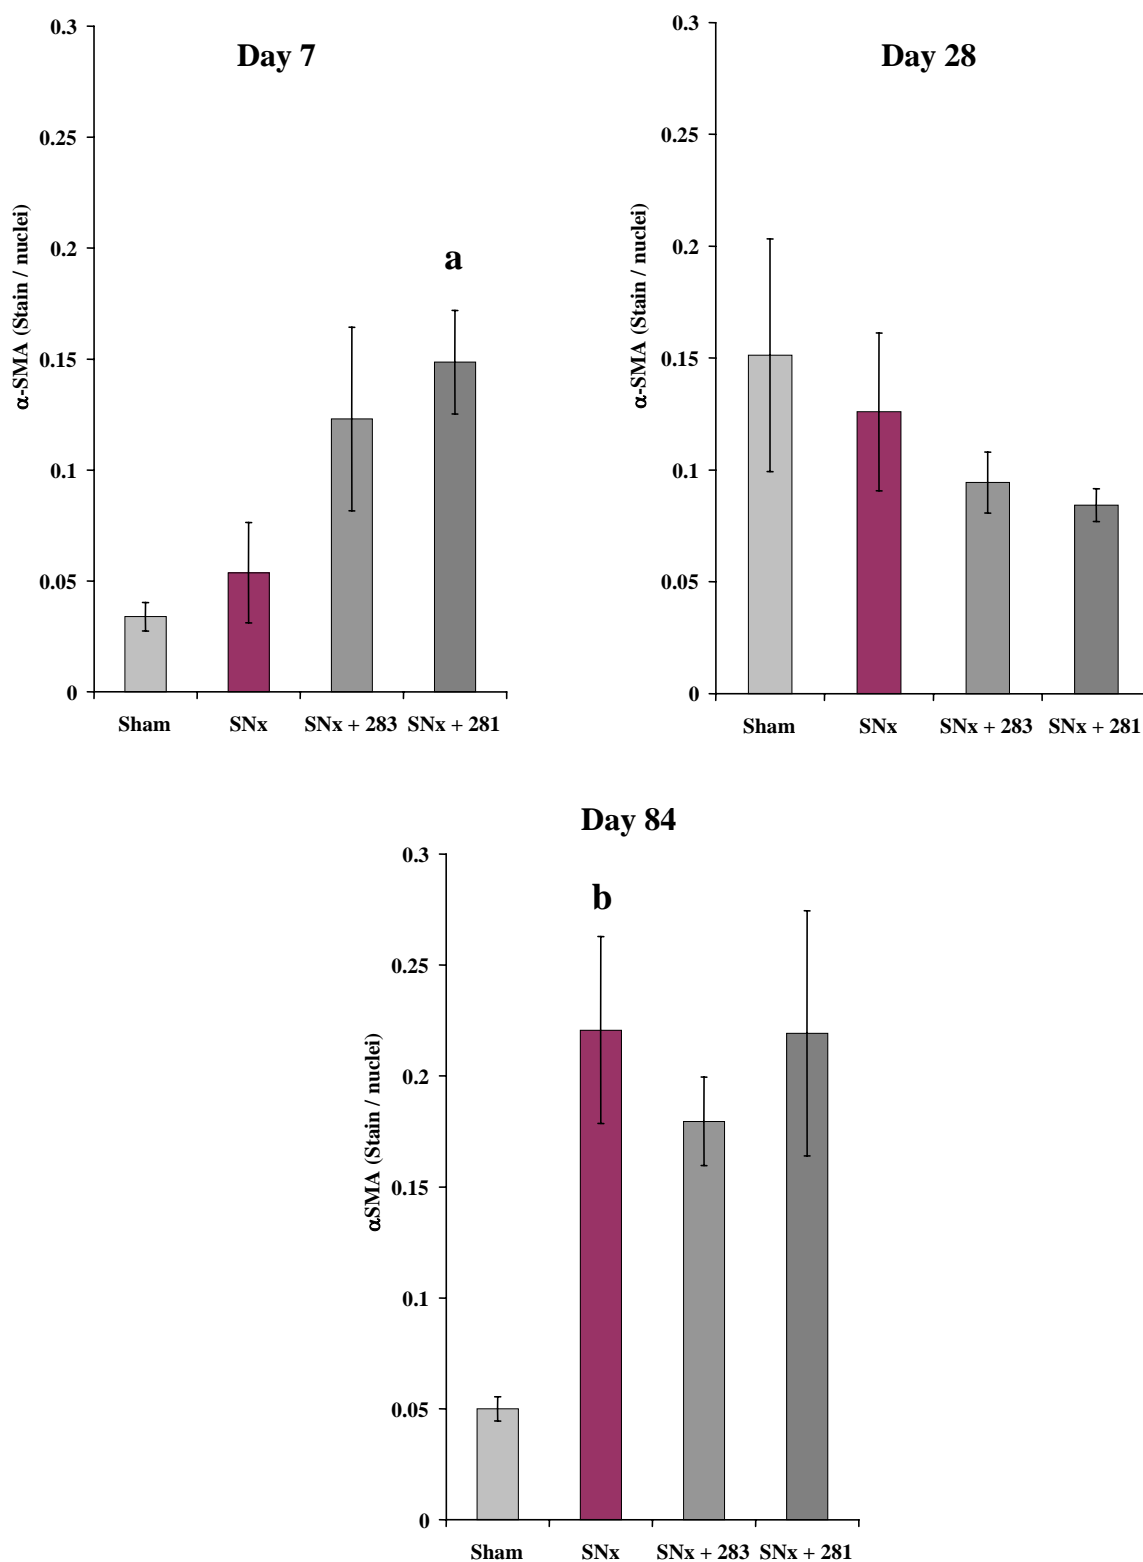 Day 7
0.3
0.25
0.2
0.15
0.1
0.05
0
α-SMA (Stain / nuclei)
a
Sham SNx SNx + 283 SNx + 281
Day 28
0.3
0.25
0.2
0.15
0.1
0.05
0
α-SMA (Stain / nuclei)
Sham SNx SNx + 283 SNx + 281
Day 84
0.3
0.25
0.2
0.15
0.1
0.05
0
αSMA (Stain / nuclei)
b
Sham SNx SNx + 283 SNx + 281